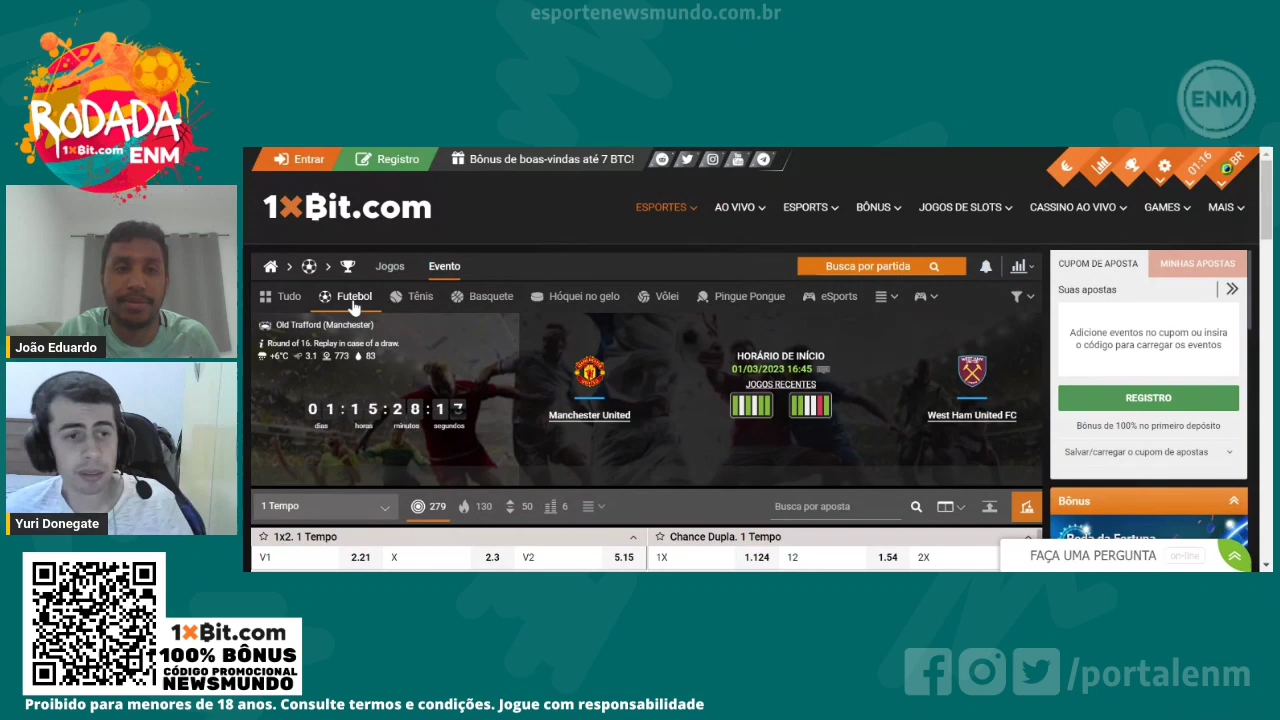 esportenewsmundo.com.br
RODADA
1xBit.com
ENM
ENM
João Eduardo
Yuri Donegate
Entrar
Registro
Bônus de boas-vindas até 7 BTC!
01:16
BR
1xBit.com
ESPORTES
AO VIVO
ESPORTS
BÔNUS
JOGOS DE SLOTS
CASSINO AO VIVO
GAMES
MAIS
Jogos
Evento
Busca por partida
Tudo
Futebol
Tênis
Basquete
Hóquei no gelo
Vôlei
Pingue Pongue
eSports
Old Trafford (Manchester)
Round of 16. Replay in case of a draw.
+6°C 3.1 773 83
01:15:28:17
dias horas minutos segundos
Manchester United
HORÁRIO DE INÍCIO
01/03/2023 16:45
JOGOS RECENTES
West Ham United FC
1 Tempo
279 130 50 6
Busca por aposta
1x2. 1 Tempo
V1 2.21 X 2.3 V2 5.15
Chance Dupla. 1 Tempo
1X 1.124 12 1.54 2X
CUPOM DE APOSTA
MINHAS APOSTAS
Suas apostas
Adicione eventos no cupom ou insira
o código para carregar os eventos
REGISTRO
Bônus de 100% no primeiro depósito
Salvar/carregar o cupom de apostas
Bônus
Roda da Fortuna
FAÇA UMA PERGUNTA on-line
1xBit.com
100% BÔNUS
CÓDIGO PROMOCIONAL
NEWSMUNDO
Proibido para menores de 18 anos. Consulte termos e condições. Jogue com responsabilidade
/portalenm